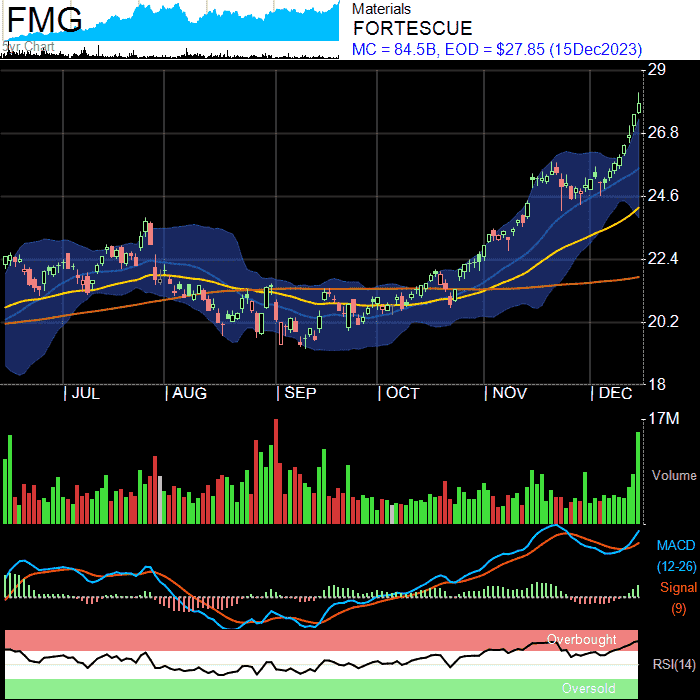 FMG
5yr Chart
Materials
FORTESCUE
MC = 84.5B, EOD = $27.85 (15Dec2023)
29
26.8
24.6
22.4
20.2
18
JUL AUG SEP OCT NOV DEC
17M
Volume
MACD
(12-26)
Signal
(9)
Overbought
RSI(14)
Oversold